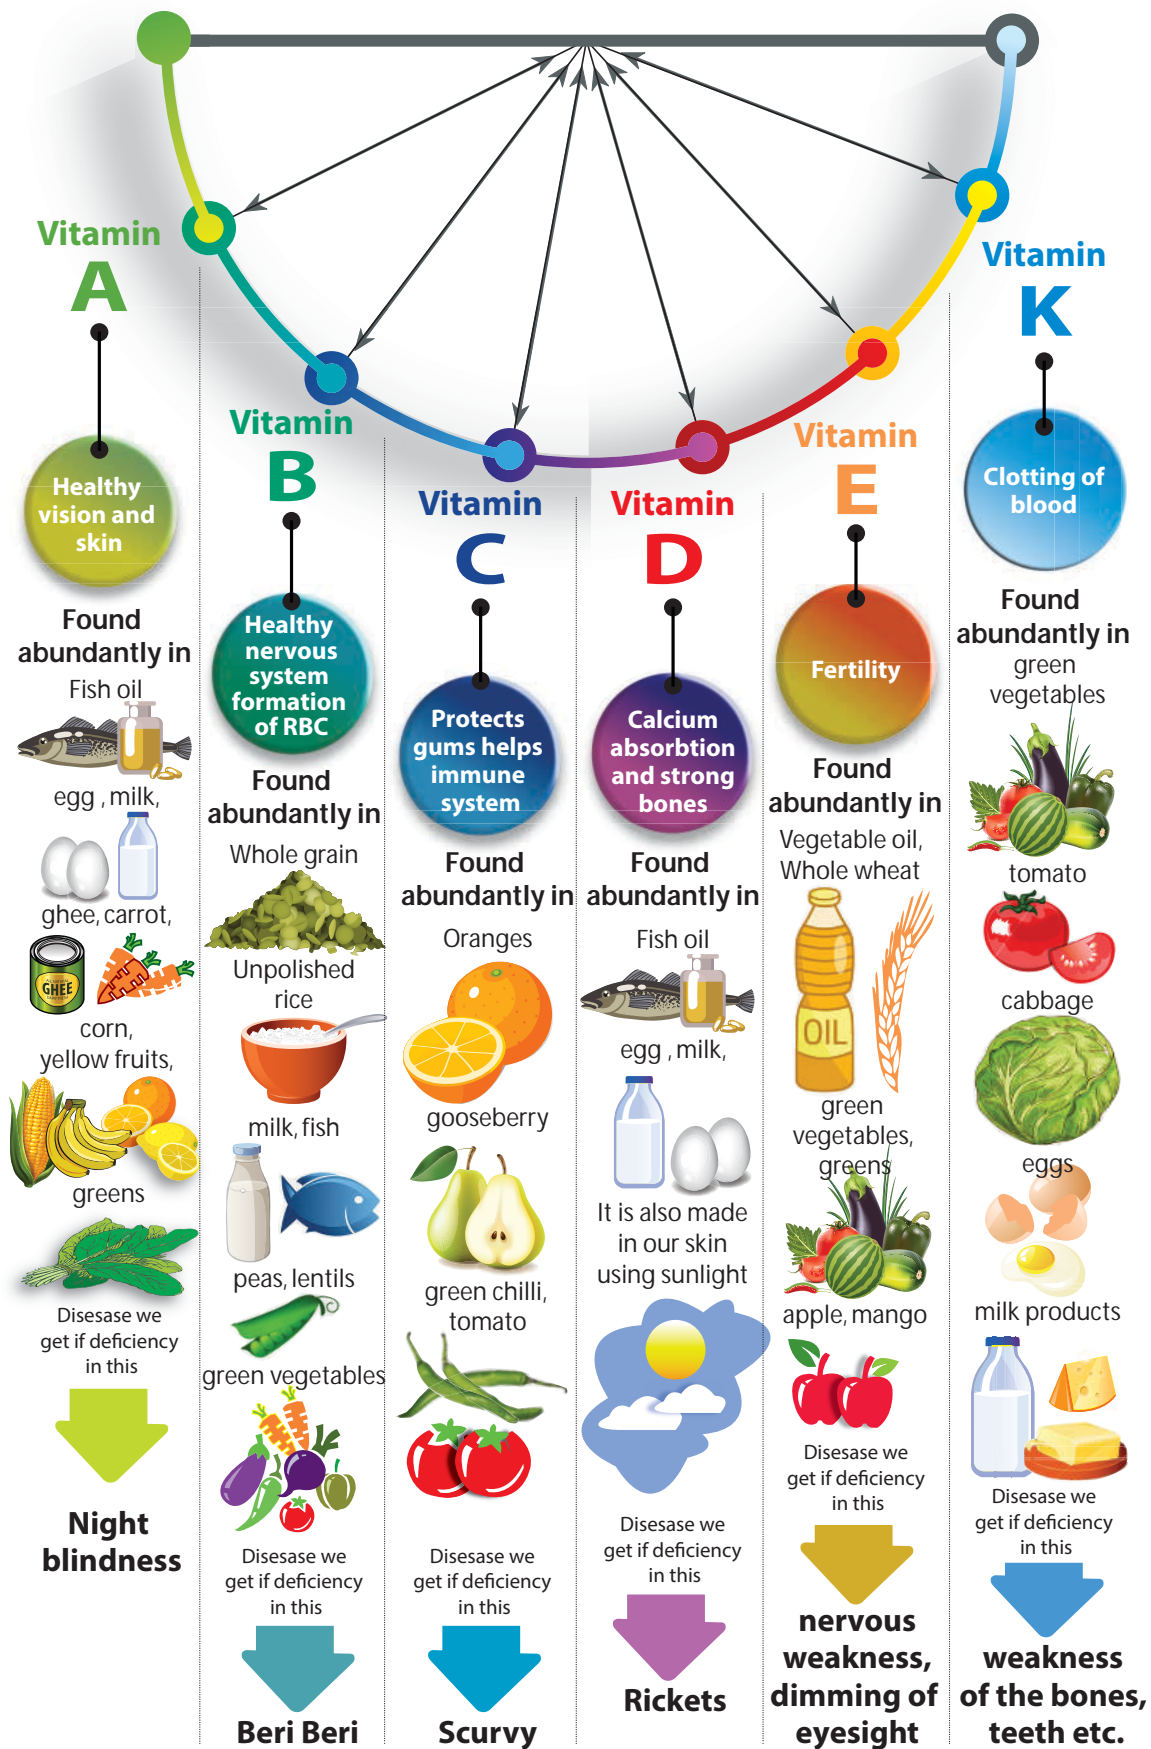 Vitamin
A
Healthy
vision and
skin
Found
abundantly in
Fish oil
egg , milk,
ghee, carrot,
GHEE
corn,
yellow fruits,
greens
Disesase we
get if deficiency
in this
Night
blindness
Vitamin
B
Healthy
nervous
system
formation
of RBC
Found
abundantly in
Whole grain
Unpolished
rice
milk, fish
peas, lentils
green vegetables
Disesase we
get if deficiency
in this
Beri Beri
Vitamin
C
Protects
gums helps
immune
system
Found
abundantly in
Oranges
gooseberry
green chilli,
tomato
Disesase we
get if deficiency
in this
Scurvy
Vitamin
D
Calcium
absorbtion
and strong
bones
Found
abundantly in
Fish oil
egg , milk,
It is also made
in our skin
using sunlight
Disesase we
get if deficiency
in this
Rickets
Vitamin
E
Fertility
Found
abundantly in
Vegetable oil,
Whole wheat
OIL
green
vegetables,
greens
apple, mango
Disesase we
get if deficiency
in this
nervous
weakness,
dimming of
eyesight
Vitamin
K
Clotting of
blood
Found
abundantly in
green
vegetables
tomato
cabbage
eggs
milk products
Disesase we
get if deficiency
in this
weakness
of the bones,
teeth etc.